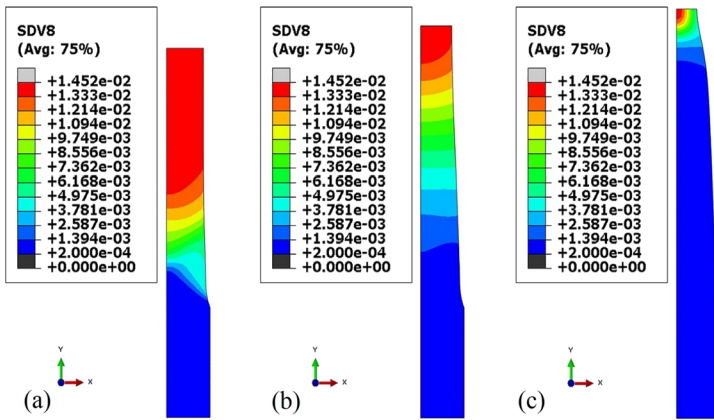 SDV8
(Avg: 75%)
+1.452e-02
+1.333e-02
+1.214e-02
+1.094e-02
+9.749e-03
+8.556e-03
+7.362e-03
+6.168e-03
+4.975e-03
+3.781e-03
+2.587e-03
+1.394e-03
+2.000e-04
+0.000e+00
Y
X
(a)
SDV8
(Avg: 75%)
+1.452e-02
+1.333e-02
+1.214e-02
+1.094e-02
+9.749e-03
+8.556e-03
+7.362e-03
+6.168e-03
+4.975e-03
+3.781e-03
+2.587e-03
+1.394e-03
+2.000e-04
+0.000e+00
Y
X
(b)
SDV8
(Avg: 75%)
+1.452e-02
+1.333e-02
+1.214e-02
+1.094e-02
+9.749e-03
+8.556e-03
+7.362e-03
+6.168e-03
+4.975e-03
+3.781e-03
+2.587e-03
+1.394e-03
+2.000e-04
+0.000e+00
Y
X
(c)